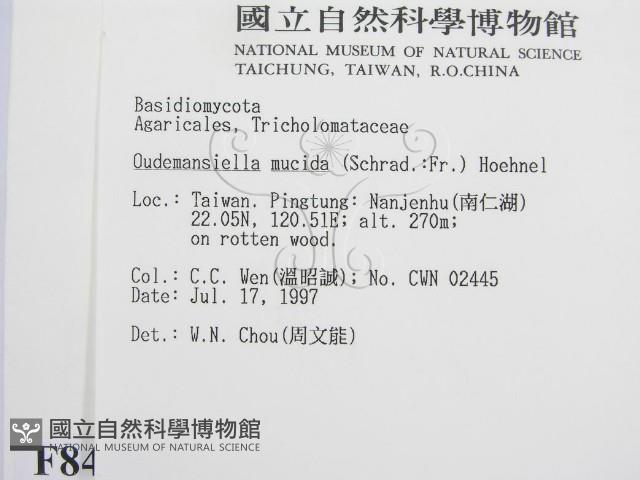 國立自然科學博物館
NATIONAL MUSEUM OF NATURAL SCIENCE
TAICHUNG, TAIWAN, R.O.CHINA
Basidiomycota
Agaricales, Tricholomataceae
Oudemansiella mucida (Schrad.:Fr.) Hoehnel
Loc.: Taiwan. Pingtung: Nanjenhu(南仁湖)
22.05N, 120.51E; alt. 270m;
on rotten wood.
Col.: C.C. Wen(溫昭誠); No. CWN 02445
Date: Jul. 17, 1997
Det.: W.N. Chou(周文能)
國立自然科學博物館
NATIONAL MUSEUM OF NATURAL SCIENCE
F84